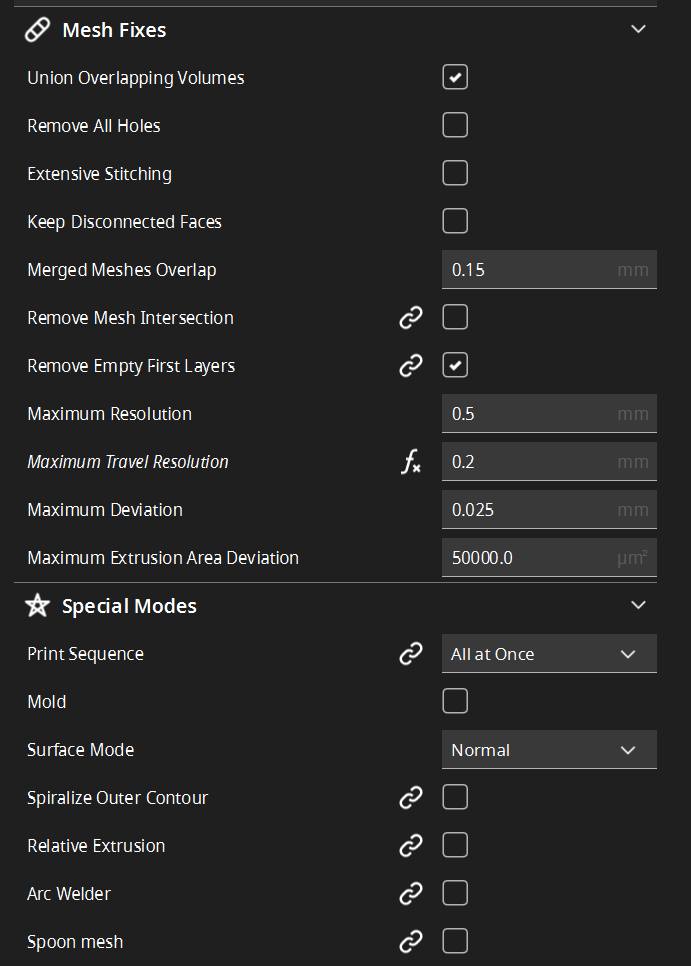 Mesh Fixes
Union Overlapping Volumes
Remove All Holes
Extensive Stitching
Keep Disconnected Faces
Merged Meshes Overlap 0.15 mm
Remove Mesh Intersection
Remove Empty First Layers
Maximum Resolution 0.5 mm
Maximum Travel Resolution fx 0.2 mm
Maximum Deviation 0.025 mm
Maximum Extrusion Area Deviation 50000.0 µm²
Special Modes
Print Sequence All at Once
Mold
Surface Mode Normal
Spiralize Outer Contour
Relative Extrusion
Arc Welder
Spoon mesh